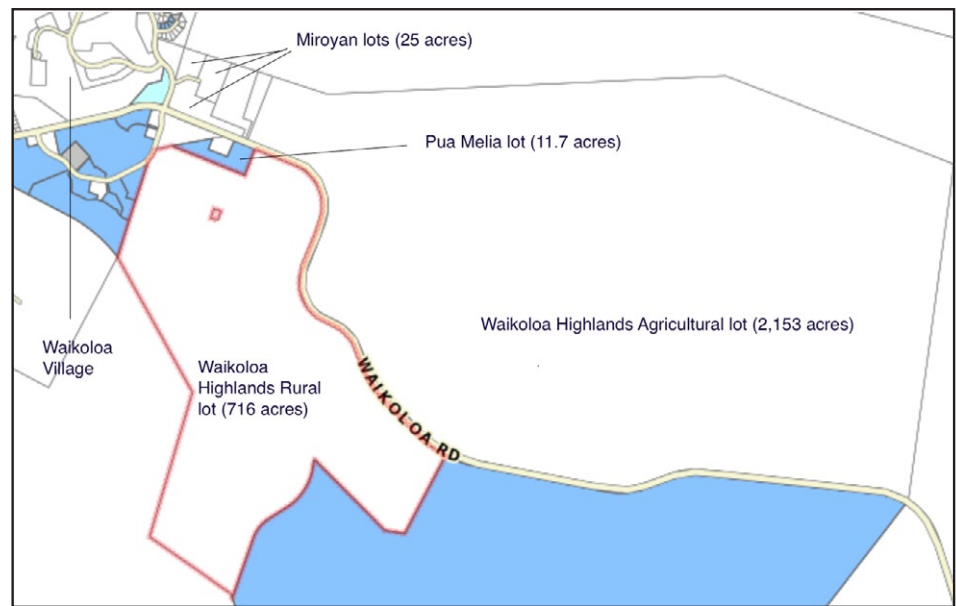 Miroyan lots (25 acres)
Pua Melia lot (11.7 acres)
Waikoloa Highlands Agricultural lot (2,153 acres)
Waikoloa
Village
Waikoloa
Highlands Rural
lot (716 acres)
WAIKOLOA RD